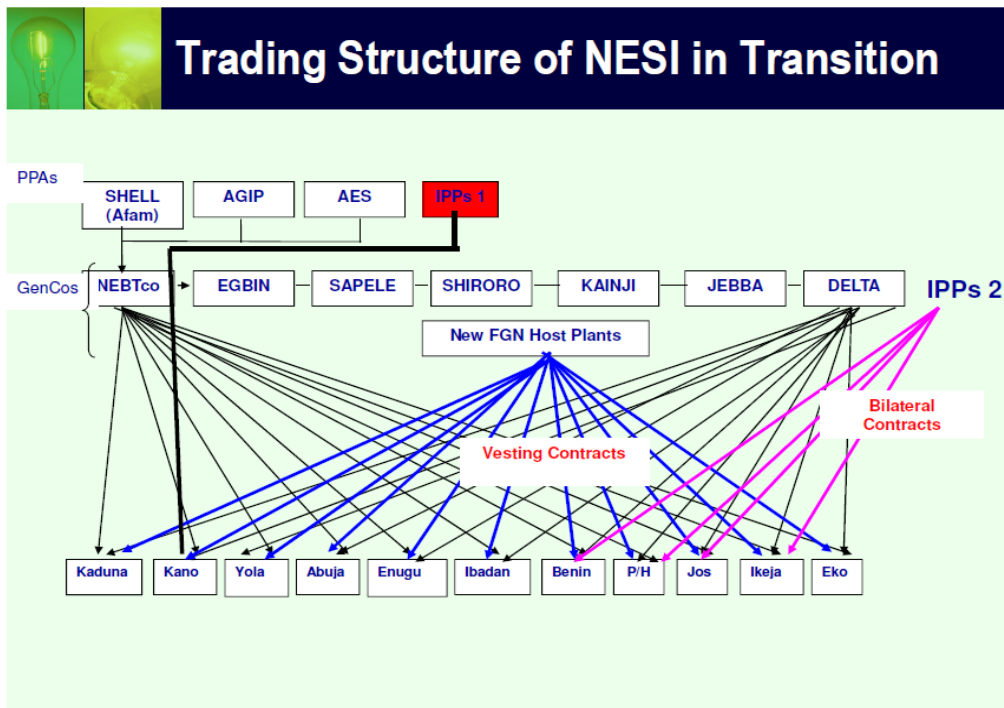 Trading Structure of NESI in Transition
PPAs
SHELL
(Afam)
AGIP
AES
IPPs 1
GenCos
NEBTco
EGBIN
SAPELE
SHIRORO
KAINJI
JEBBA
DELTA
IPPs 2
New FGN Host Plants
Bilateral
Contracts
Vesting Contracts
Kaduna
Kano
Yola
Abuja
Enugu
Ibadan
Benin
P/H
Jos
Ikeja
Eko